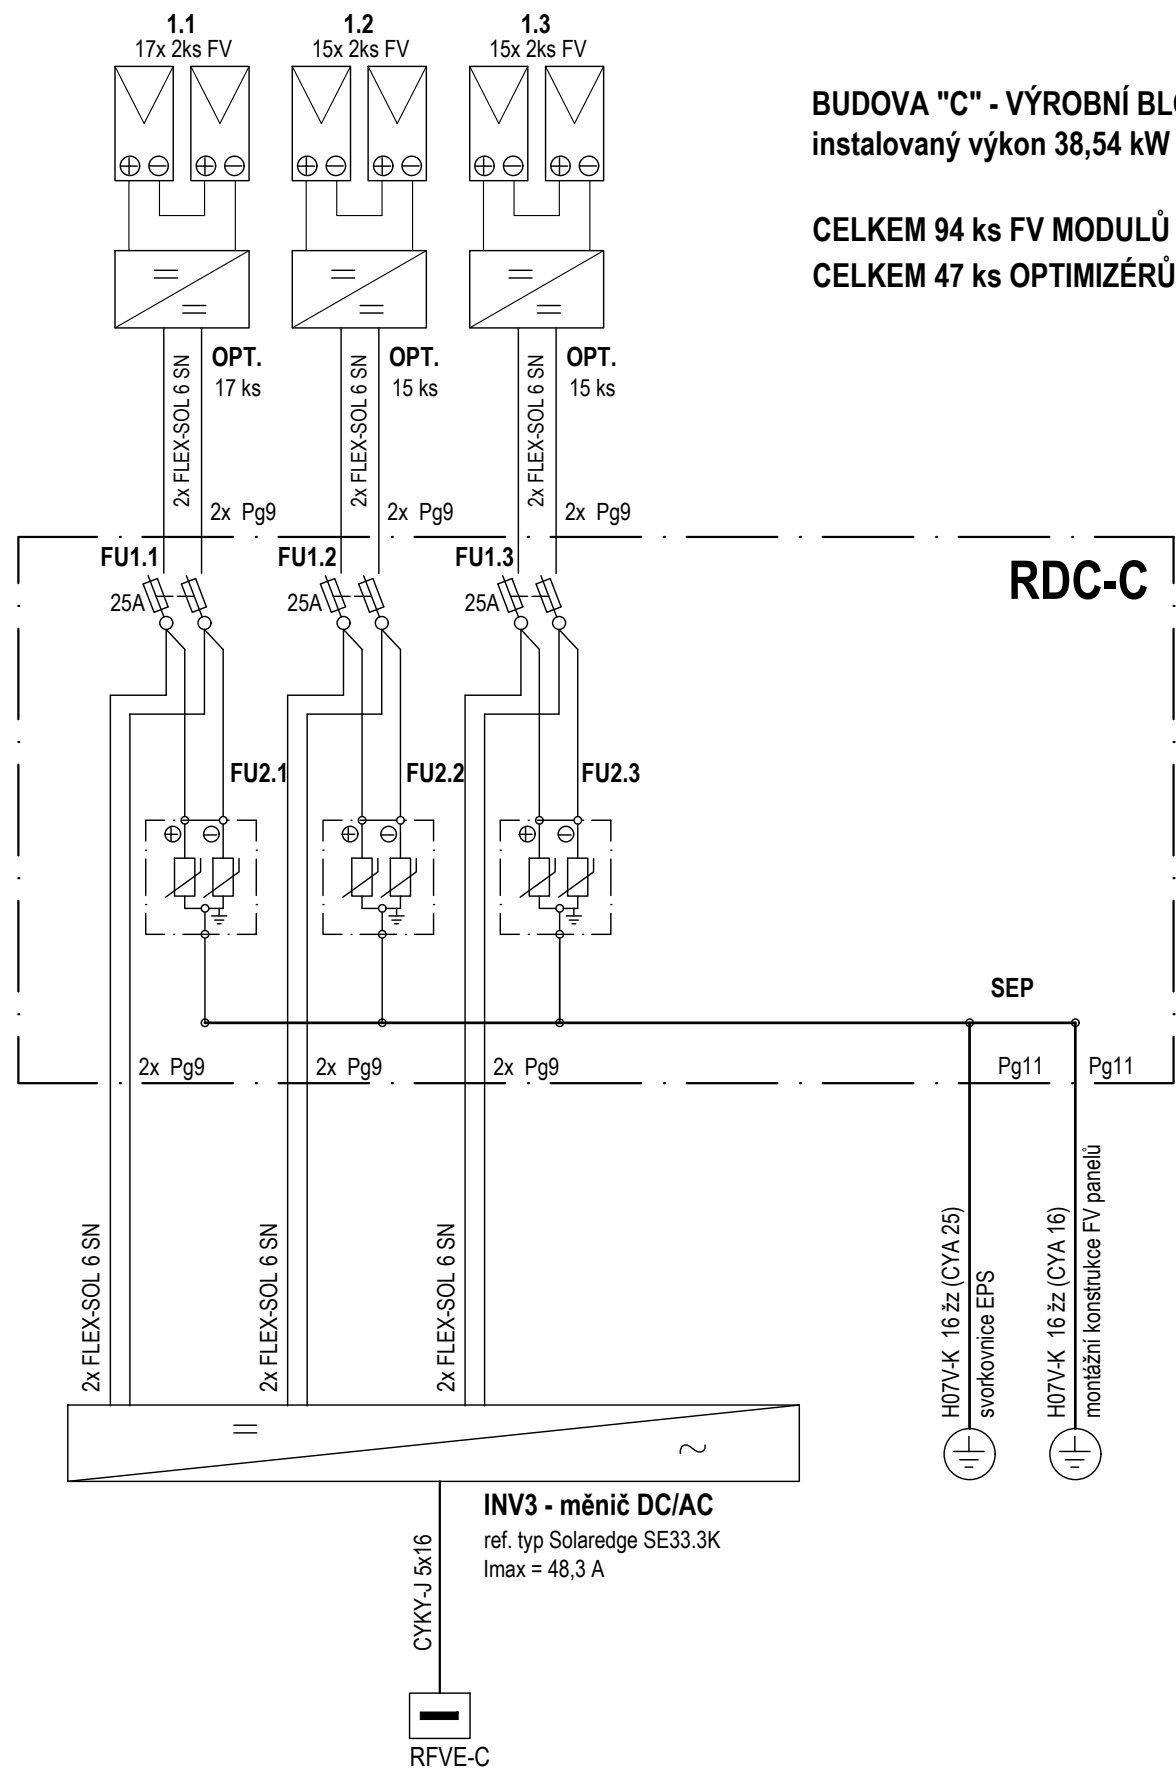 1.1
17x 2ks FV
1.2
15x 2ks FV
1.3
15x 2ks FV
BUDOVA "C" - VÝROBNÍ
instalovaný výkon 38,54 kW
CELKEM 94 ks FV MODULŮ
CELKEM 47 ks OPTIMIZÉRŮ
OPT.
17 ks
OPT.
15 ks
OPT.
15 ks
2x FLEX-SOL 6 SN
2x FLEX-SOL 6 SN
2x FLEX-SOL 6 SN
2x Pg9
2x Pg9
2x Pg9
RDC-C
FU1.1
25A
FU1.2
25A
FU1.3
25A
FU2.1
FU2.2
FU2.3
SEP
2x Pg9
2x Pg9
2x Pg9
Pg11
Pg11
2x FLEX-SOL 6 SN
2x FLEX-SOL 6 SN
2x FLEX-SOL 6 SN
H07V-K 16 žz (CYA 25)
svorkovnice EPS
H07V-K 16 žz (CYA 16)
montážní konstrukce FV panelů
INV3 - měnič DC/AC
ref. typ Solaredge SE33.3K
Imax = 48,3 A
CYKY-J 5x16
RFVE-C